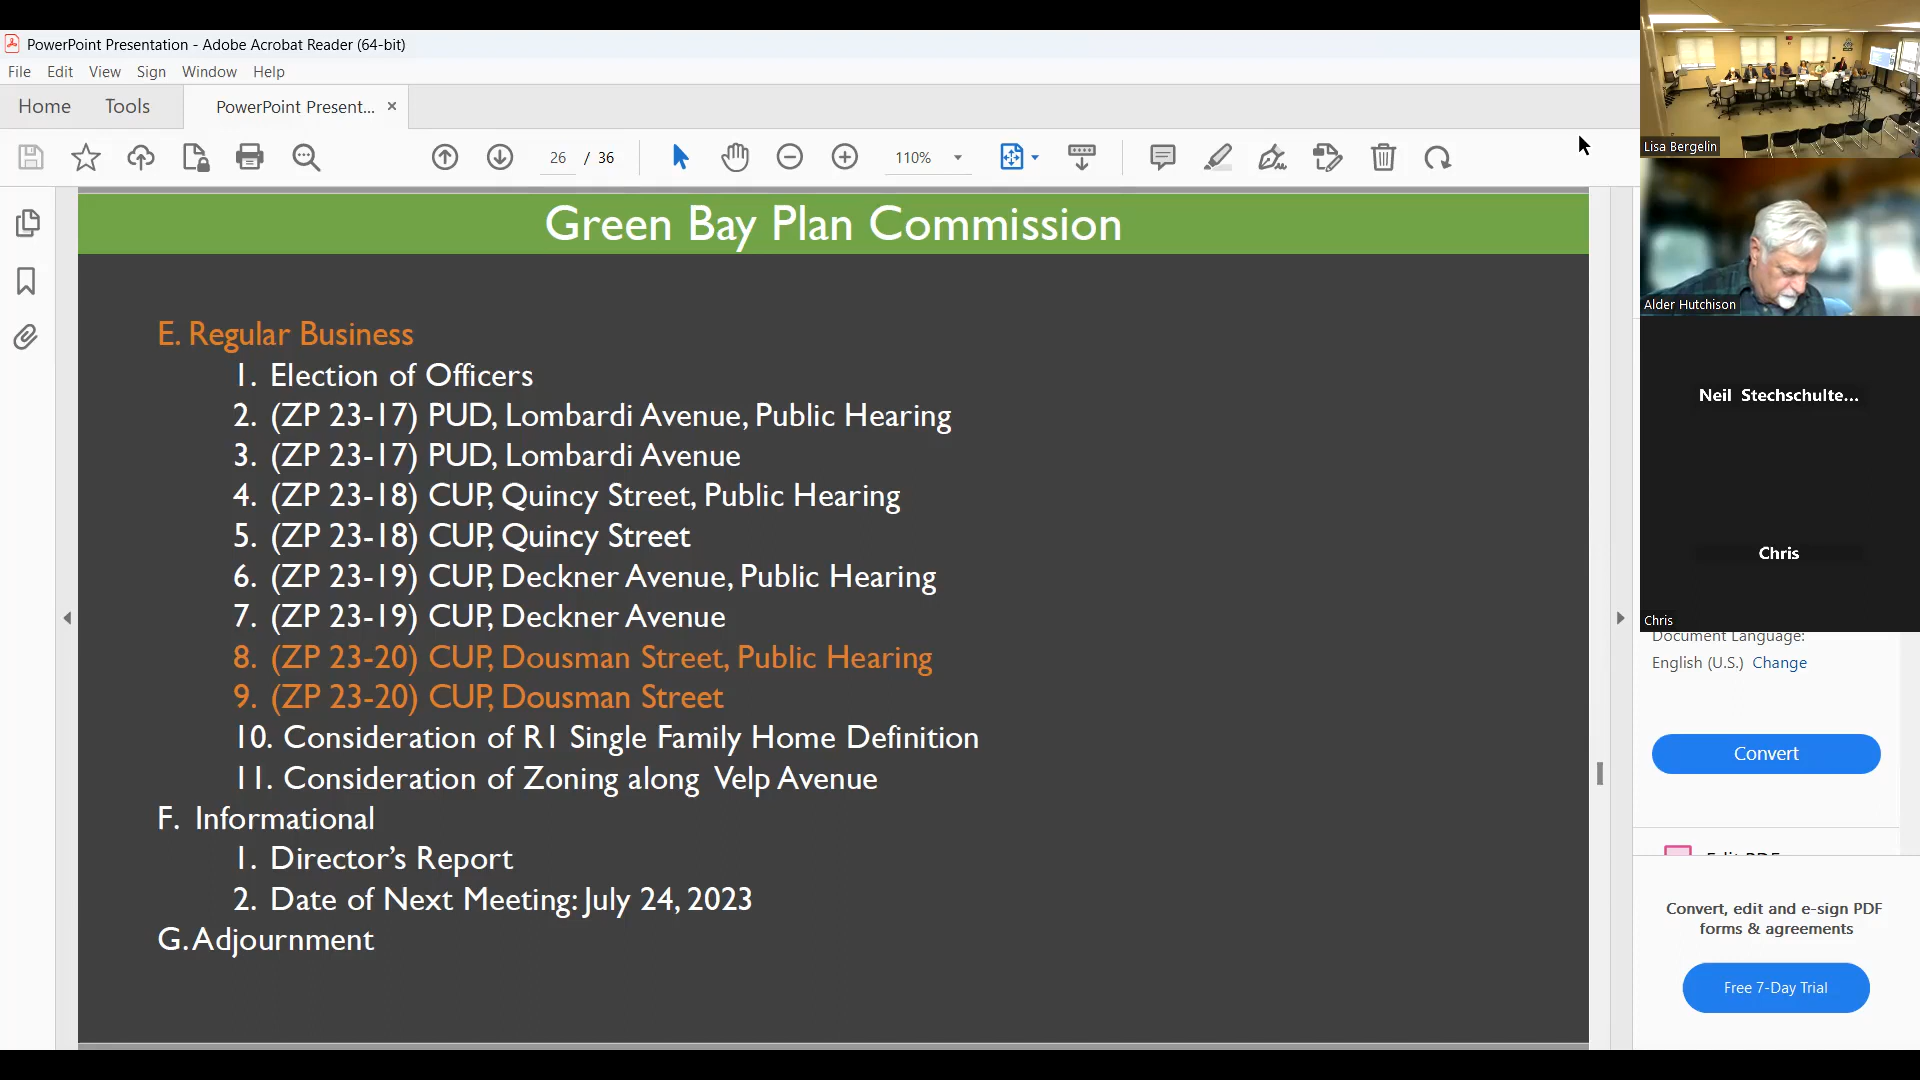 PowerPoint Presentation - Adobe Acrobat Reader (64-bit)
File Edit View Sign Window Help
Home Tools PowerPoint Present... ×
26 / 36 110%
Green Bay Plan Commission
E. Regular Business
1. Election of Officers
2. (ZP 23-17) PUD, Lombardi Avenue, Public Hearing
3. (ZP 23-17) PUD, Lombardi Avenue
4. (ZP 23-18) CUP, Quincy Street, Public Hearing
5. (ZP 23-18) CUP, Quincy Street
6. (ZP 23-19) CUP, Deckner Avenue, Public Hearing
7. (ZP 23-19) CUP, Deckner Avenue
8. (ZP 23-20) CUP, Dousman Street, Public Hearing
9. (ZP 23-20) CUP, Dousman Street
10. Consideration of R1 Single Family Home Definition
11. Consideration of Zoning along Velp Avenue
F. Informational
1. Director's Report
2. Date of Next Meeting: July 24, 2023
G. Adjournment
Lisa Bergelin
Alder Hutchison
Neil Stechschulte...
Chris
Chris
Document Language:
English (U.S.) Change
Convert
Edit PDF
Convert, edit and e-sign PDF
forms & agreements
Free 7-Day Trial